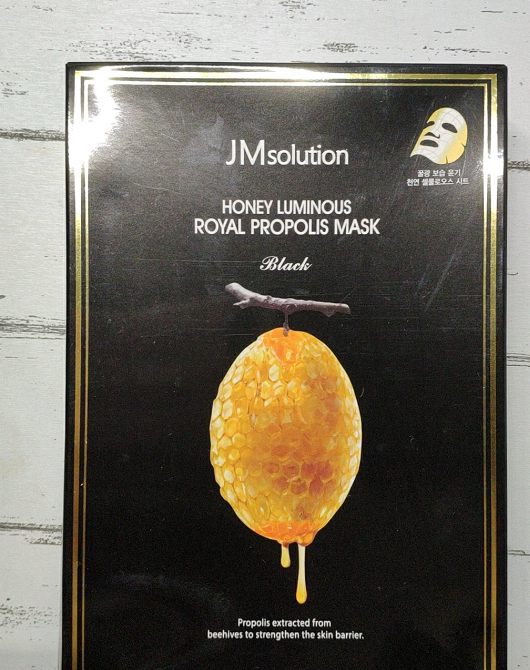 JMsolution
꿀광 보습 윤기
천연 셀룰로오스 시트
HONEY LUMINOUS
ROYAL PROPOLIS MASK
Black
Propolis extracted from
beehives to strengthen the skin barrier.